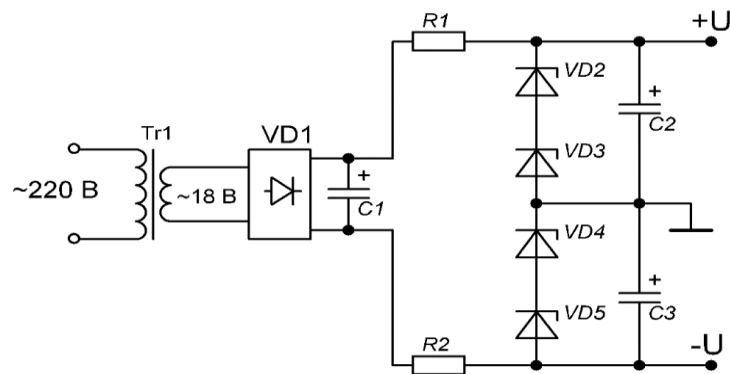 R1
+U
VD2
+
C2
Tr1
VD1
VD3
~220 В
~18 В
+
C1
VD4
+
VD5
C3
R2
-U